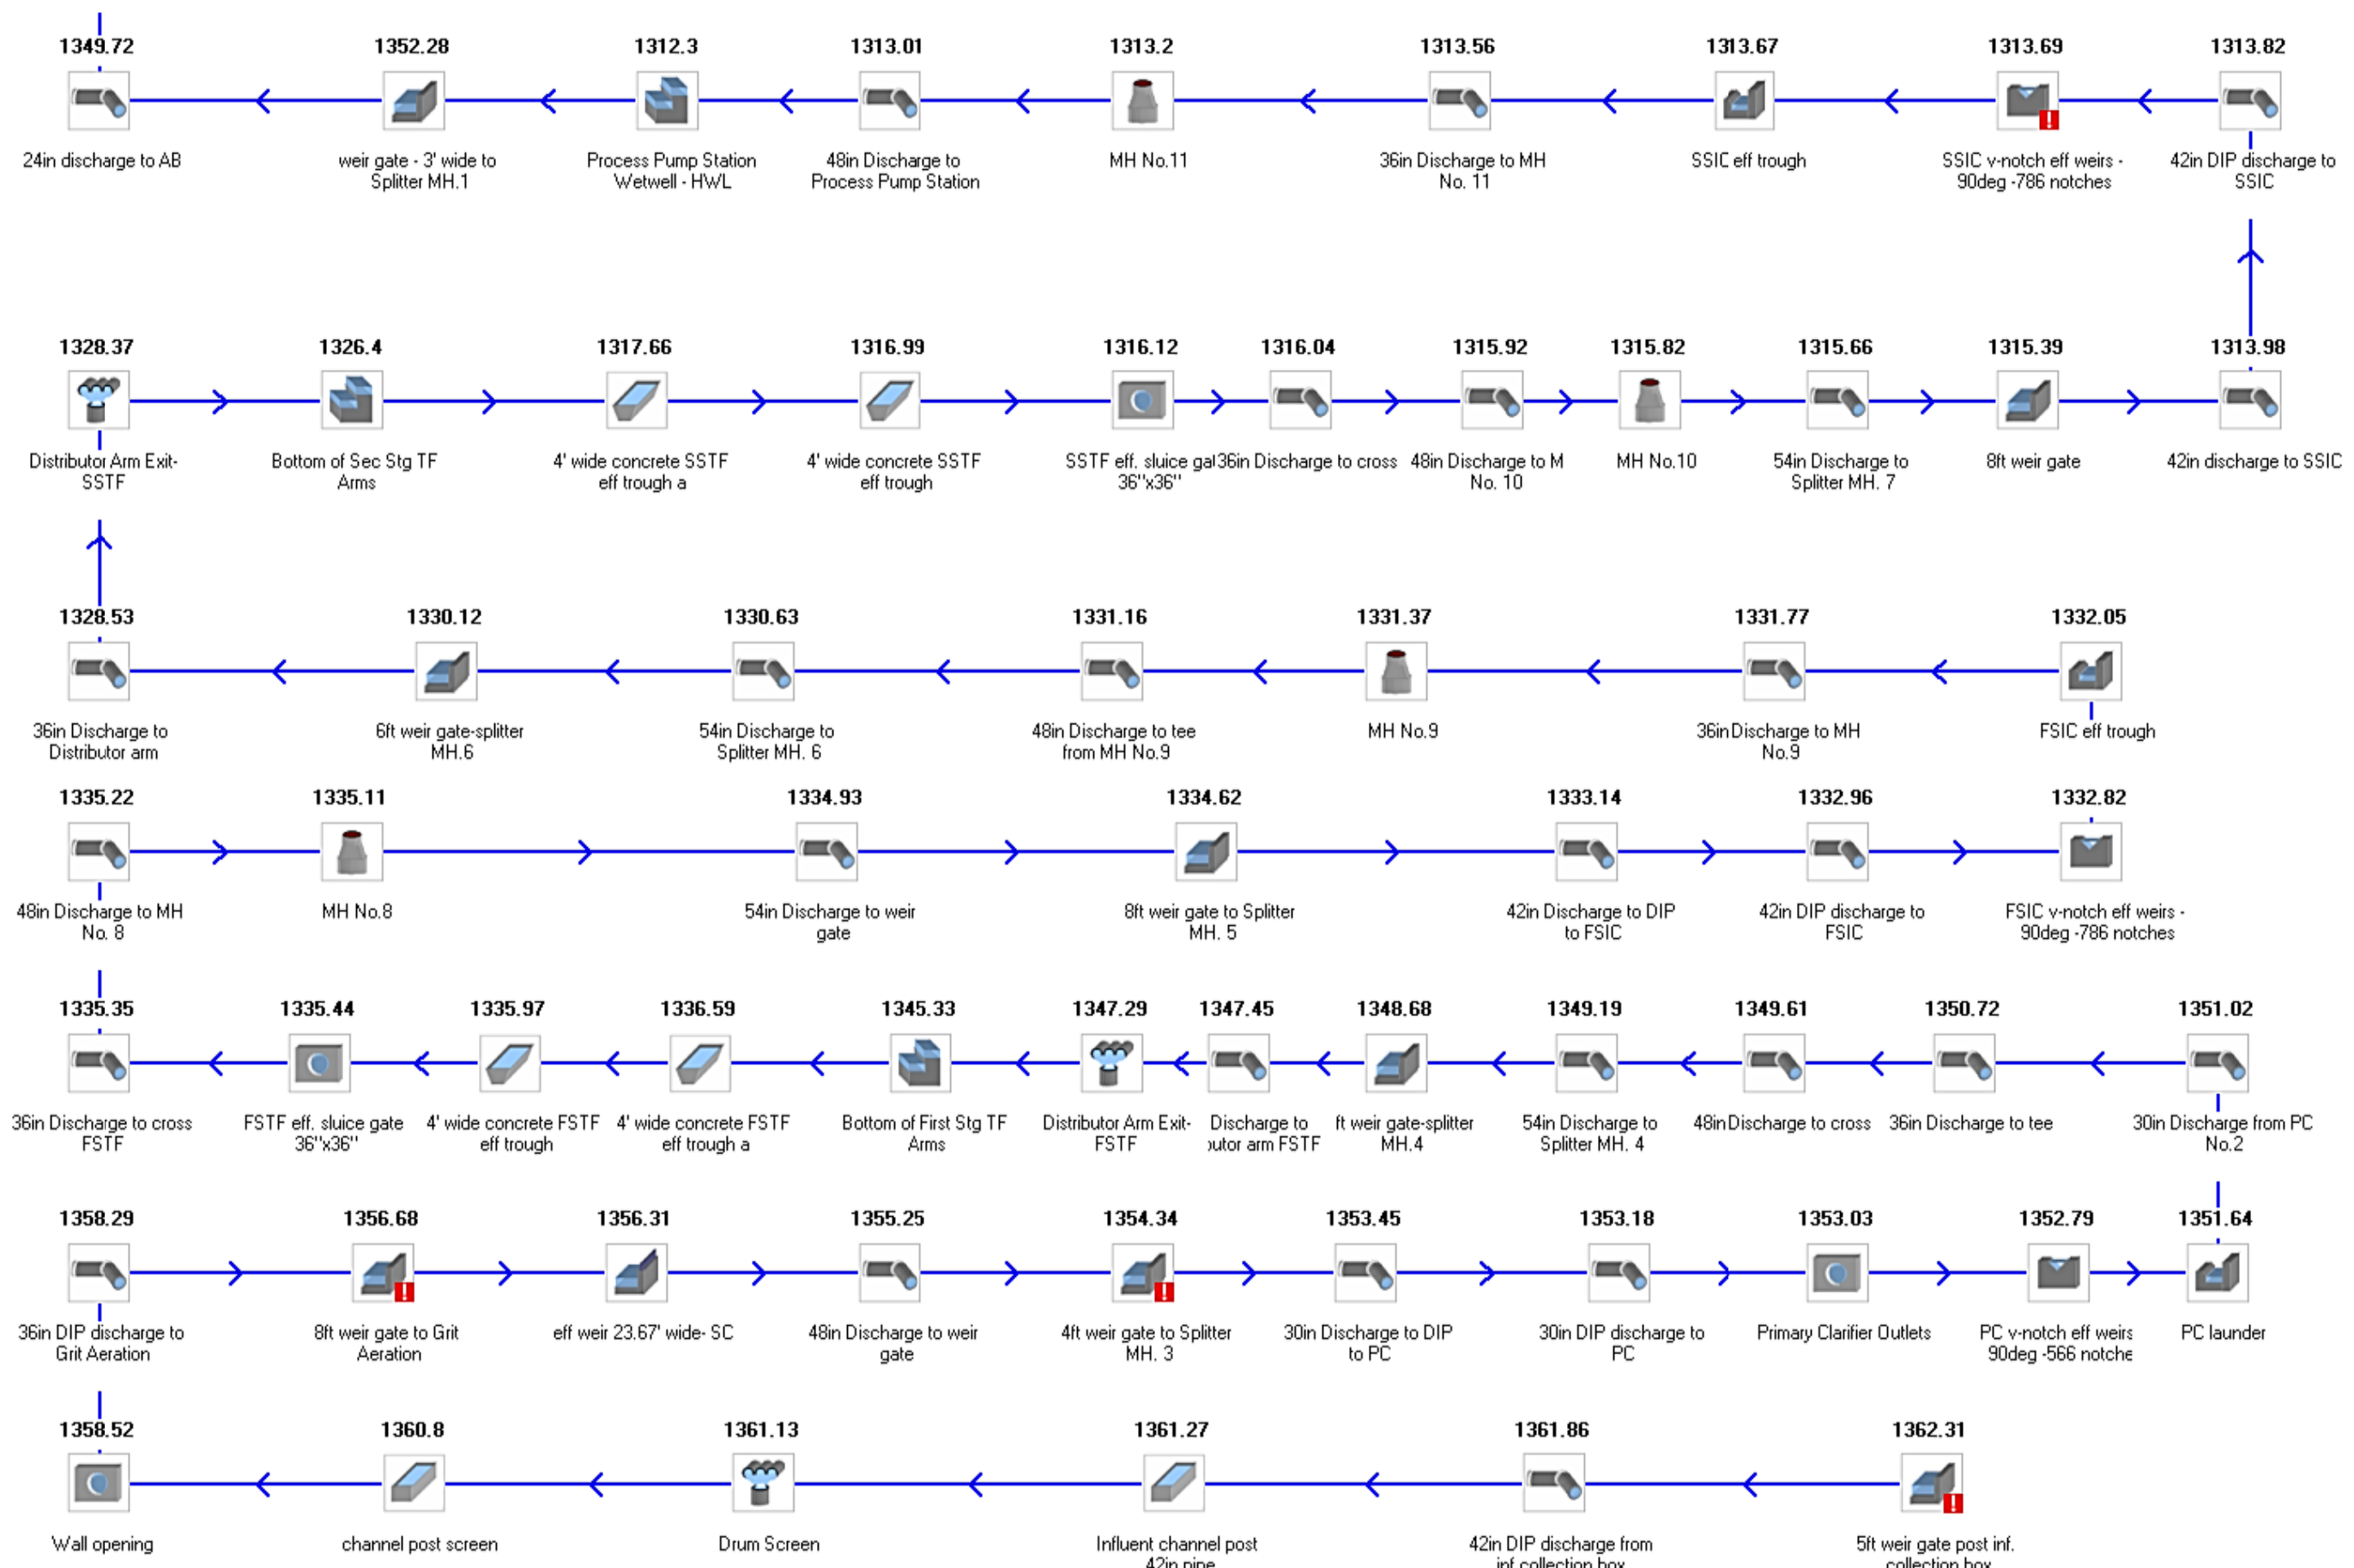 1349.72 1352.28 1312.3 1313.01 1313.2 1313.56 1313.67 1313.69 1313.82
24in discharge to AB weir gate - 3' wide to Process Pump Station 48in Discharge to MH No.11 36in Discharge to MH SSIC eff trough SSIC v-notch eff weirs - 42in DIP discharge to
Splitter MH.1 Wetwell - HWL Process Pump Station No. 11 90deg -786 notches SSIC
1328.37 1326.4 1317.66 1316.99 1316.12 1316.04 1315.92 1315.82 1315.66 1315.39 1313.98
Distributor Arm Exit- Bottom of Sec Stg TF 4' wide concrete SSTF 4' wide concrete SSTF SSTF eff. sluice gat 36in Discharge to cross 48in Discharge to M MH No.10 54in Discharge to 8ft weir gate 42in discharge to SSIC
SSTF Arms eff trough a eff trough 36"x36" No. 10 Splitter MH. 7
1328.53 1330.12 1330.63 1331.16 1331.37 1331.77 1332.05
36in Discharge to 6ft weir gate-splitter 54in Discharge to 48in Discharge to tee MH No.9 36in Discharge to MH FSIC eff trough
Distributor arm MH.6 Splitter MH. 6 from MH No.9 No.9
1335.22 1335.11 1334.93 1334.62 1333.14 1332.96 1332.82
48in Discharge to MH MH No.8 54in Discharge to weir 8ft weir gate to Splitter 42in Discharge to DIP 42in DIP discharge to FSIC v-notch eff weirs -
No. 8 gate MH. 5 to FSIC FSIC 90deg -786 notches
1335.35 1335.44 1335.97 1336.59 1345.33 1347.29 1347.45 1348.68 1349.19 1349.61 1350.72 1351.02
36in Discharge to cross FSTF eff. sluice gate 4' wide concrete FSTF 4' wide concrete FSTF Bottom of First Stg TF Distributor Arm Exit- Discharge to ft weir gate-splitter 54in Discharge to 48in Discharge to cross 36in Discharge to tee 30in Discharge from PC
FSTF 36"x36" eff trough eff trough a Arms FSTF utor arm FSTF MH.4 Splitter MH. 4 No.2
1358.29 1356.68 1356.31 1355.25 1354.34 1353.45 1353.18 1353.03 1352.79 1351.64
36in DIP discharge to 8ft weir gate to Grit eff weir 23.67' wide- SC 48in Discharge to weir 4ft weir gate to Splitter 30in Discharge to DIP 30in DIP discharge to Primary Clarifier Outlets PC v-notch eff weirs PC launder
Grit Aeration Aeration gate MH. 3 to PC PC 90deg -566 notche
1358.52 1360.8 1361.13 1361.27 1361.86 1362.31
Wall opening channel post screen Drum Screen Influent channel post 42in DIP discharge from 5ft weir gate post inf.
42in pipe inf collection box collection box